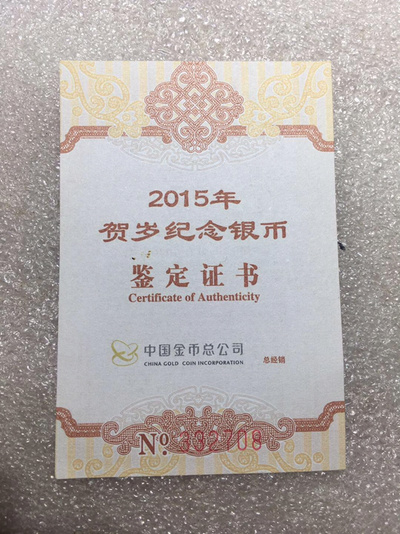 2015年
贺岁纪念银币
鉴定证书
Certificate of Authenticity
中国金币总公司
CHINA GOLD COIN INCORPORATION
总经销
№ 332708